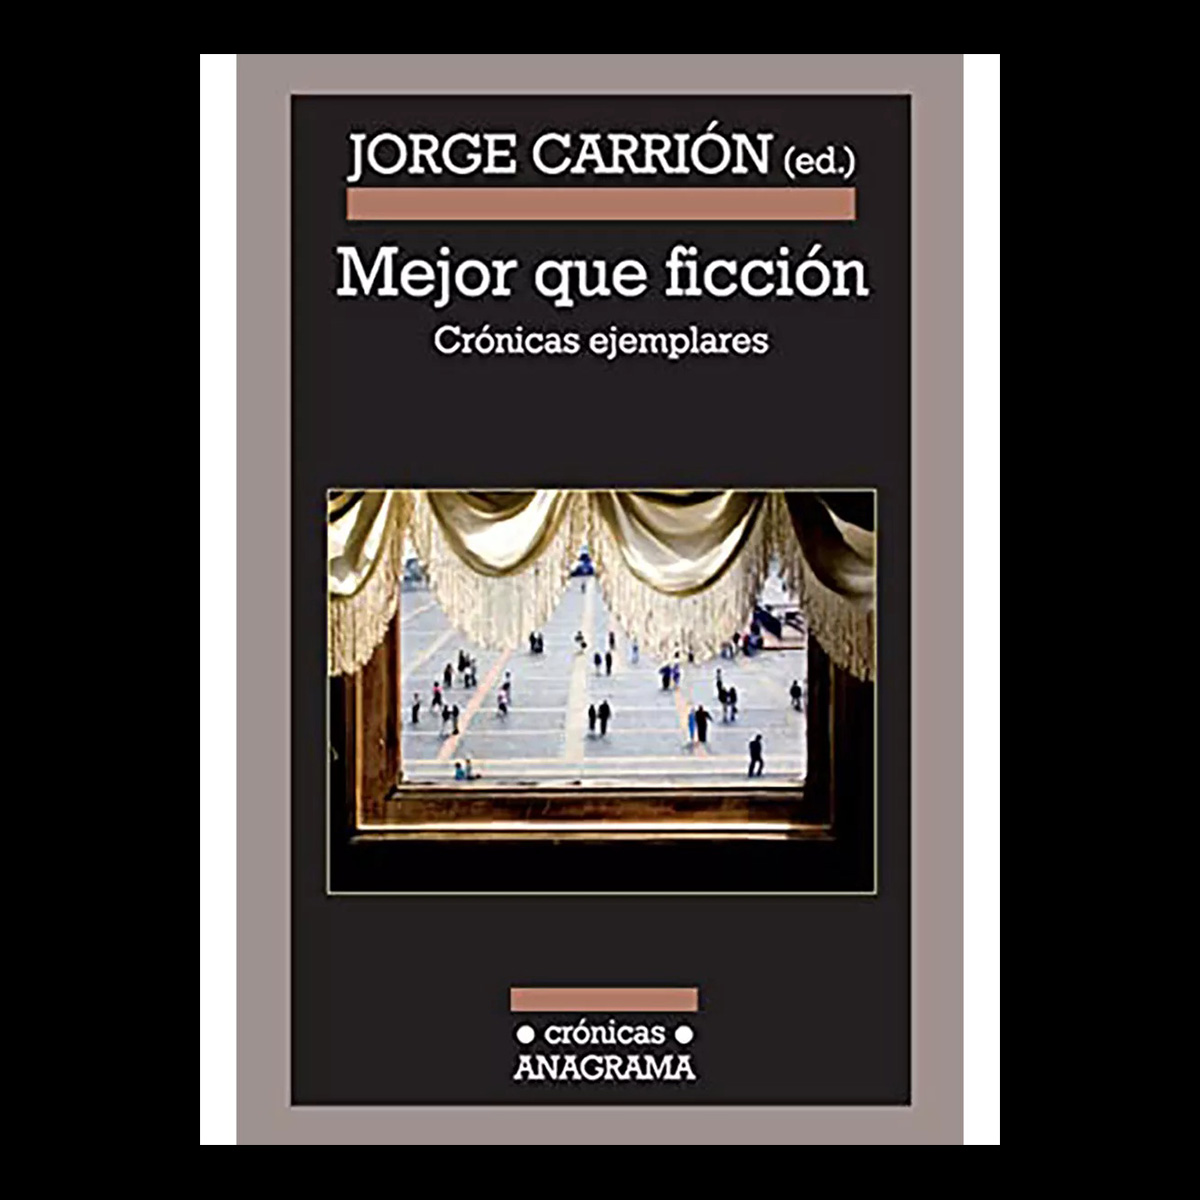 JORGE CARRIÓN (ed.)
Mejor que ficción
Crónicas ejemplares
• crónicas •
ANAGRAMA